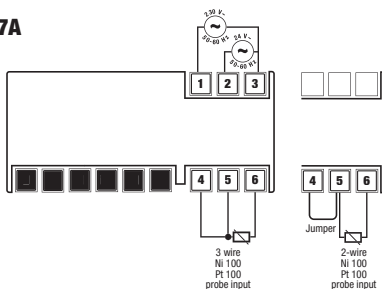 7A
230 V~
50-60 Hz
24 V~
50-60 Hz
1 2 3
4 5 6
4 5 6
Jumper
3 wire
Ni 100
Pt 100
probe input
2-wire
Ni 100
Pt 100
probe input